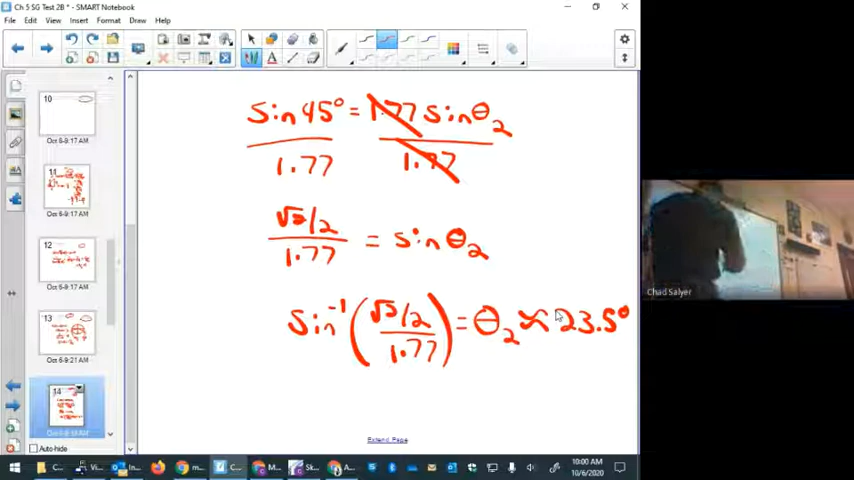 Ch 5 SG Test 2B * - SMART Notebook
File Edit View Insert Format Draw Help
10
Oct 6-9:17 AM
11
Oct 6-9:17 AM
12
Oct 6-9:17 AM
13
Oct 6-9:21 AM
14
Auto-hide
sin 45° = 1.77 sin θ₂
1.77 1.77
√2/2
1.77
= sin θ₂
sin⁻¹(
√2/2
1.77
) = θ₂ ≈ 23.5°
Extend Page
Chad Salyer
C...
Vi...
In...
m...
C...
M...
Sk...
A...
10:00 AM
10/6/2020